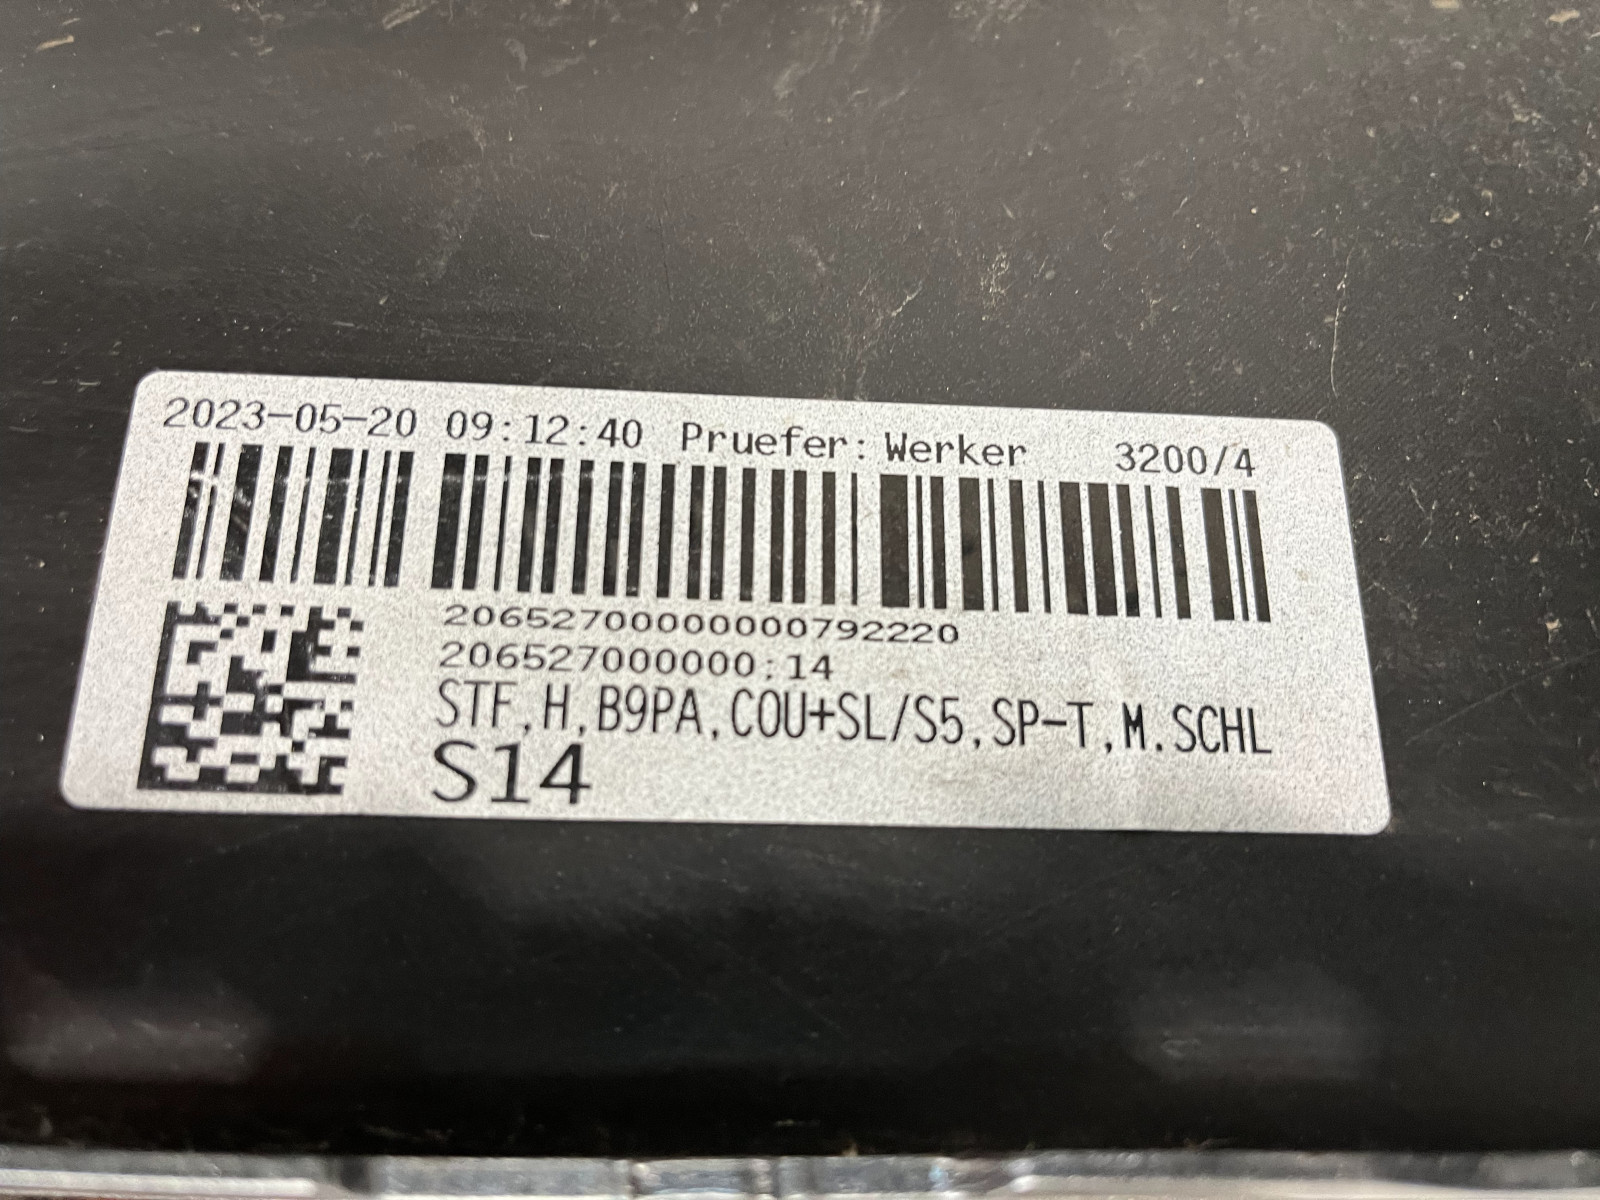 2023-05-20 09:12:40 Pruefer: Werker 3200/4
20652700000000792220
206527000000:14
STF,H,B9PA,COU+SL/S5,SP-T,M.SCHL
S14